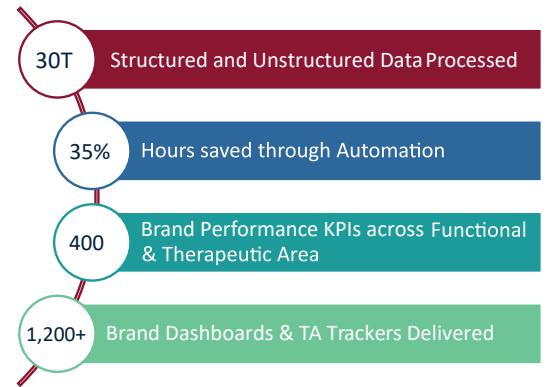 30T Structured and Unstructured Data Processed
35% Hours saved through Automation
400 Brand Performance KPIs across Functional
& Therapeutic Area
1,200+ Brand Dashboards & TA Trackers Delivered